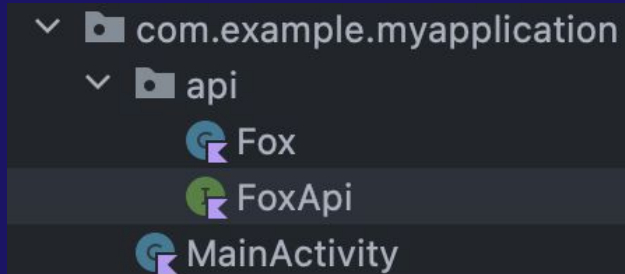 com.example.myapplication
api
Fox
FoxApi
MainActivity